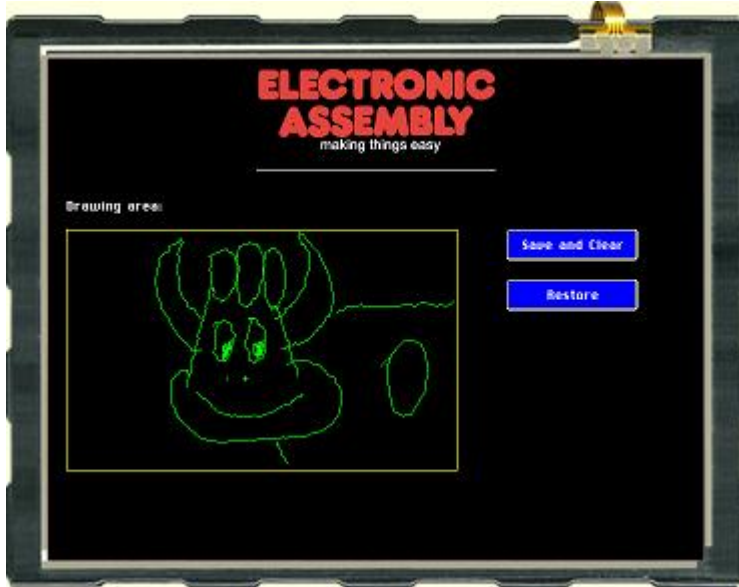 ELECTRONIC
ASSEMBLY
making things easy
Drawing area:
Save and Clear
Restore